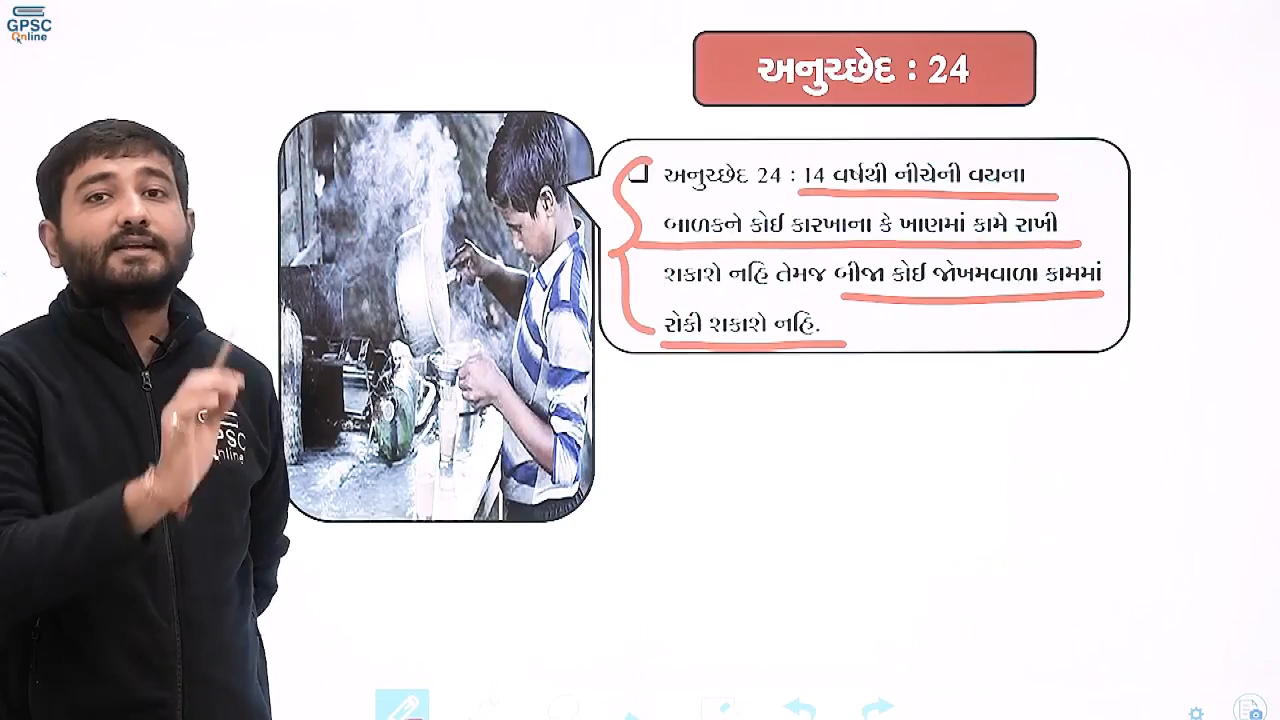 GPSC
Online
અનુચ્છેદ : 24
અનુચ્છેદ 24 : 14 વર્ષથી નીચેની વયના
બાળકને કોઈ કારખાના કે ખાણમાં કામે રાખી
શકાશે નહિ તેમજ બીજા કોઈ જોખમવાળા કામમાં
રોકી શકાશે નહિ.